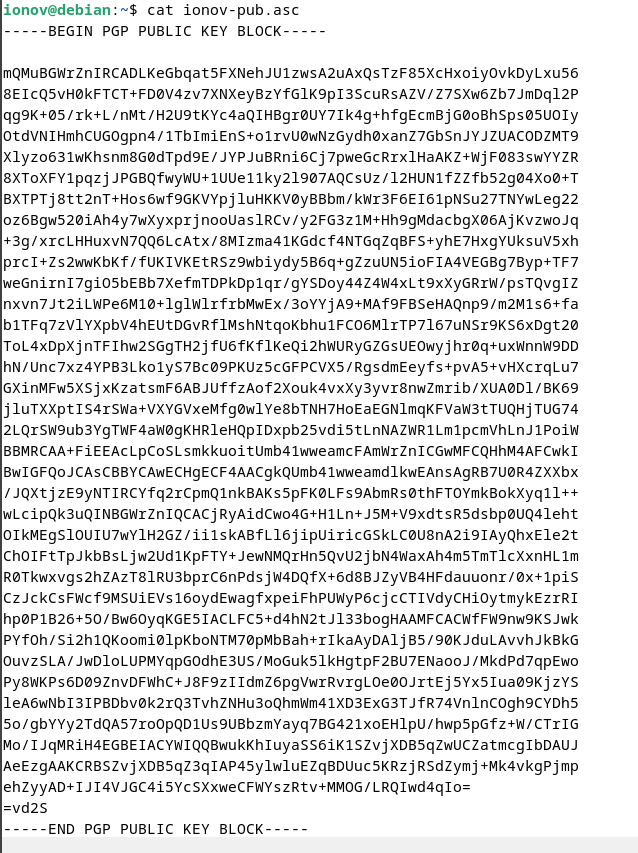 ionov@debian:~$ cat ionov-pub.asc
-----BEGIN PGP PUBLIC KEY BLOCK-----

mQMuBGWrZnIRCADLKeGbqat5FXNehJU1zwsA2uAxQsTzF85XcHxoiyOvkDyLxu56
8EIcQ5vH0kFTCT+FD0V4zv7XNXeyBzYfGlK9pI3ScuRsAZV/Z7SXw6Zb7JmDql2P
qg9K+05/rk+L/nMt/H2U9tKYc4aQIHBgr0UY7Ik4g+hfgEcmBjG0oBhSps05UOIy
OtdVNIHmhCUGOgpn4/1TbImiEnS+o1rvU0wNzGydh0xanZ7GbSnJYJZUACODZMT9
Xlyzo631wKhsnm8G0dTpd9E/JYPJuBRni6Cj7pweGcRrxlHaAKZ+WjF083swYYZR
8XToXFY1pqzjJPGBQfwyWU+1UUe11ky2l907AQCsUz/l2HUN1fZZfb52g04Xo0+T
BXTPTj8tt2nT+Hos6wf9GKVYpjluHKKV0yBBbm/kWr3F6EI61pNSu27TNYwLeg22
oz6Bgw520iAh4y7wXyxprjnooUaslRCv/y2FG3z1M+Hh9gMdacbgX06AjKvzwoJq
+3g/xrcLHHuxvN7QQ6LcAtx/8MIzma41KGdcf4NTGqZqBFS+yhE7HxgYUksuV5xh
prcI+Zs2wwKbKf/fUKIVKEtRSz9wbiydy5B6q+gZzuUN5ioFIA4VEGBg7Byp+TF7
weGnirnI7giO5bEBb7XefmTDPkDp1qr/gYSDoy44Z4W4xLt9xXyGRrW/psTQvgIZ
nxvn7Jt2iLWPe6M10+lglWlrfrbMwEx/3oYYjA9+MAf9FBSeHAQnp9/m2M1s6+fa
b1TFq7zVlYXpbV4hEUtDGvRflMshNtqoKbhu1FCO6MlrTP7l67uNSr9KS6xDgt20
ToL4xDpXjnTFIhw2SGgTH2jfU6fKflKeQi2hWURyGZGsUEOwyjhr0q+uxWnnW9DD
hN/Unc7xz4YPB3Lko1yS7Bc09PKUz5cGFPCVX5/RgsdmEeyfs+pvA5+vHXcrqLu7
GXinMFw5XSjxKzatsmF6ABJUffzAof2Xouk4vxXy3yvr8nwZmrib/XUA0Dl/BK69
jluTXXptIS4rSWa+VXYGVxeMfg0wlYe8bTNH7HoEaEGNlmqKFVaW3tTUQHjTUG74
2LQrSW9ub3YgTWF4aW0gKHRleHQpIDxpb25vdi5tLnNAZWR1Lm1pcmVhLnJ1PoiW
BBMRCAA+FiEEAcLpCoSLsmkkuoitUmb41wweamcFAmWrZnICGwMFCQHhM4AFCwkI
BwIGFQoJCAsCBBYCAwECHgECF4AACgkQUmb41wweamdlkwEAnsAgRB7U0R4ZXXbx
/JQXtjzE9yNTIRCYfq2rCpmQ1nkBAKs5pFK0LFs9AbmRs0thFTOYmkBokXyq1l++
wLcipQk3uQINBGWrZnIQCACjRyAidCwo4G+H1Ln+J5M+V9xdtsR5dsbp0UQ4leht
OIkMEgSlOUIU7wYlH2GZ/ii1skABfLl6jipUiricGSkLC0U8nA2i9IAyQhxEle2t
ChOIFtTpJkbBsLjw2Ud1KpFTY+JewNMQrHn5QvU2jbN4WaxAh4m5TmTlcXxnHL1m
R0Tkwxvgs2hZAzT8lRU3bprC6nPdsjW4DQfX+6d8BJZyVB4HFdauuonr/0x+1piS
CzJckCsFWcf9MSUiEVs16oydEwagfxpeiFhPUWyP6cjcCTIVdyCHiOytmykEzrRI
hp0P1B26+5O/Bw6OyqKGE5IACLFC5+d4hN2tJl33bogHAAMFCACWfFW9nw9KSJwk
PYfOh/Si2h1QKoomi0lpKboNTM70pMbBah+rIkaAyDAljB5/90KJduLAvvhJkBkG
OuvzSLA/JwDloLUPMYqpGOdhE3US/MoGuk5lkHgtpF2BU7ENaooJ/MkdPd7qpEwo
Py8WKPs6D09ZnvDFWhC+J8F9zIIdmZ6pgVwrRvrgLOe0OJrtEj5Yx5Iua09KjzYS
leA6wNbI3IPBDbv0k2rQ3TvhZNHu3oQhmWm41XD3ExG3TJfR74VnlnCOgh9CYDh5
5o/gbYYy2TdQA57roOpQD1Us9UBbzmYayq7BG421xoEHlpU/hwp5pGfz+W/CTrIG
Mo/IJqMRiH4EGBEIACYWIQQBwukKhIuyaSS6iK1SZvjXDB5qZwUCZatmcgIbDAUJ
AeEzgAAKCRBSZvjXDB5qZ3qIAP45ylwluEZqBDUuc5KRzjRSdZymj+Mk4vkgPjmp
ehZyyAD+IJI4VJGC4i5YcSXxweCFWYszRtv+MMOG/LRQIwd4qIo=
=vd2S
-----END PGP PUBLIC KEY BLOCK-----